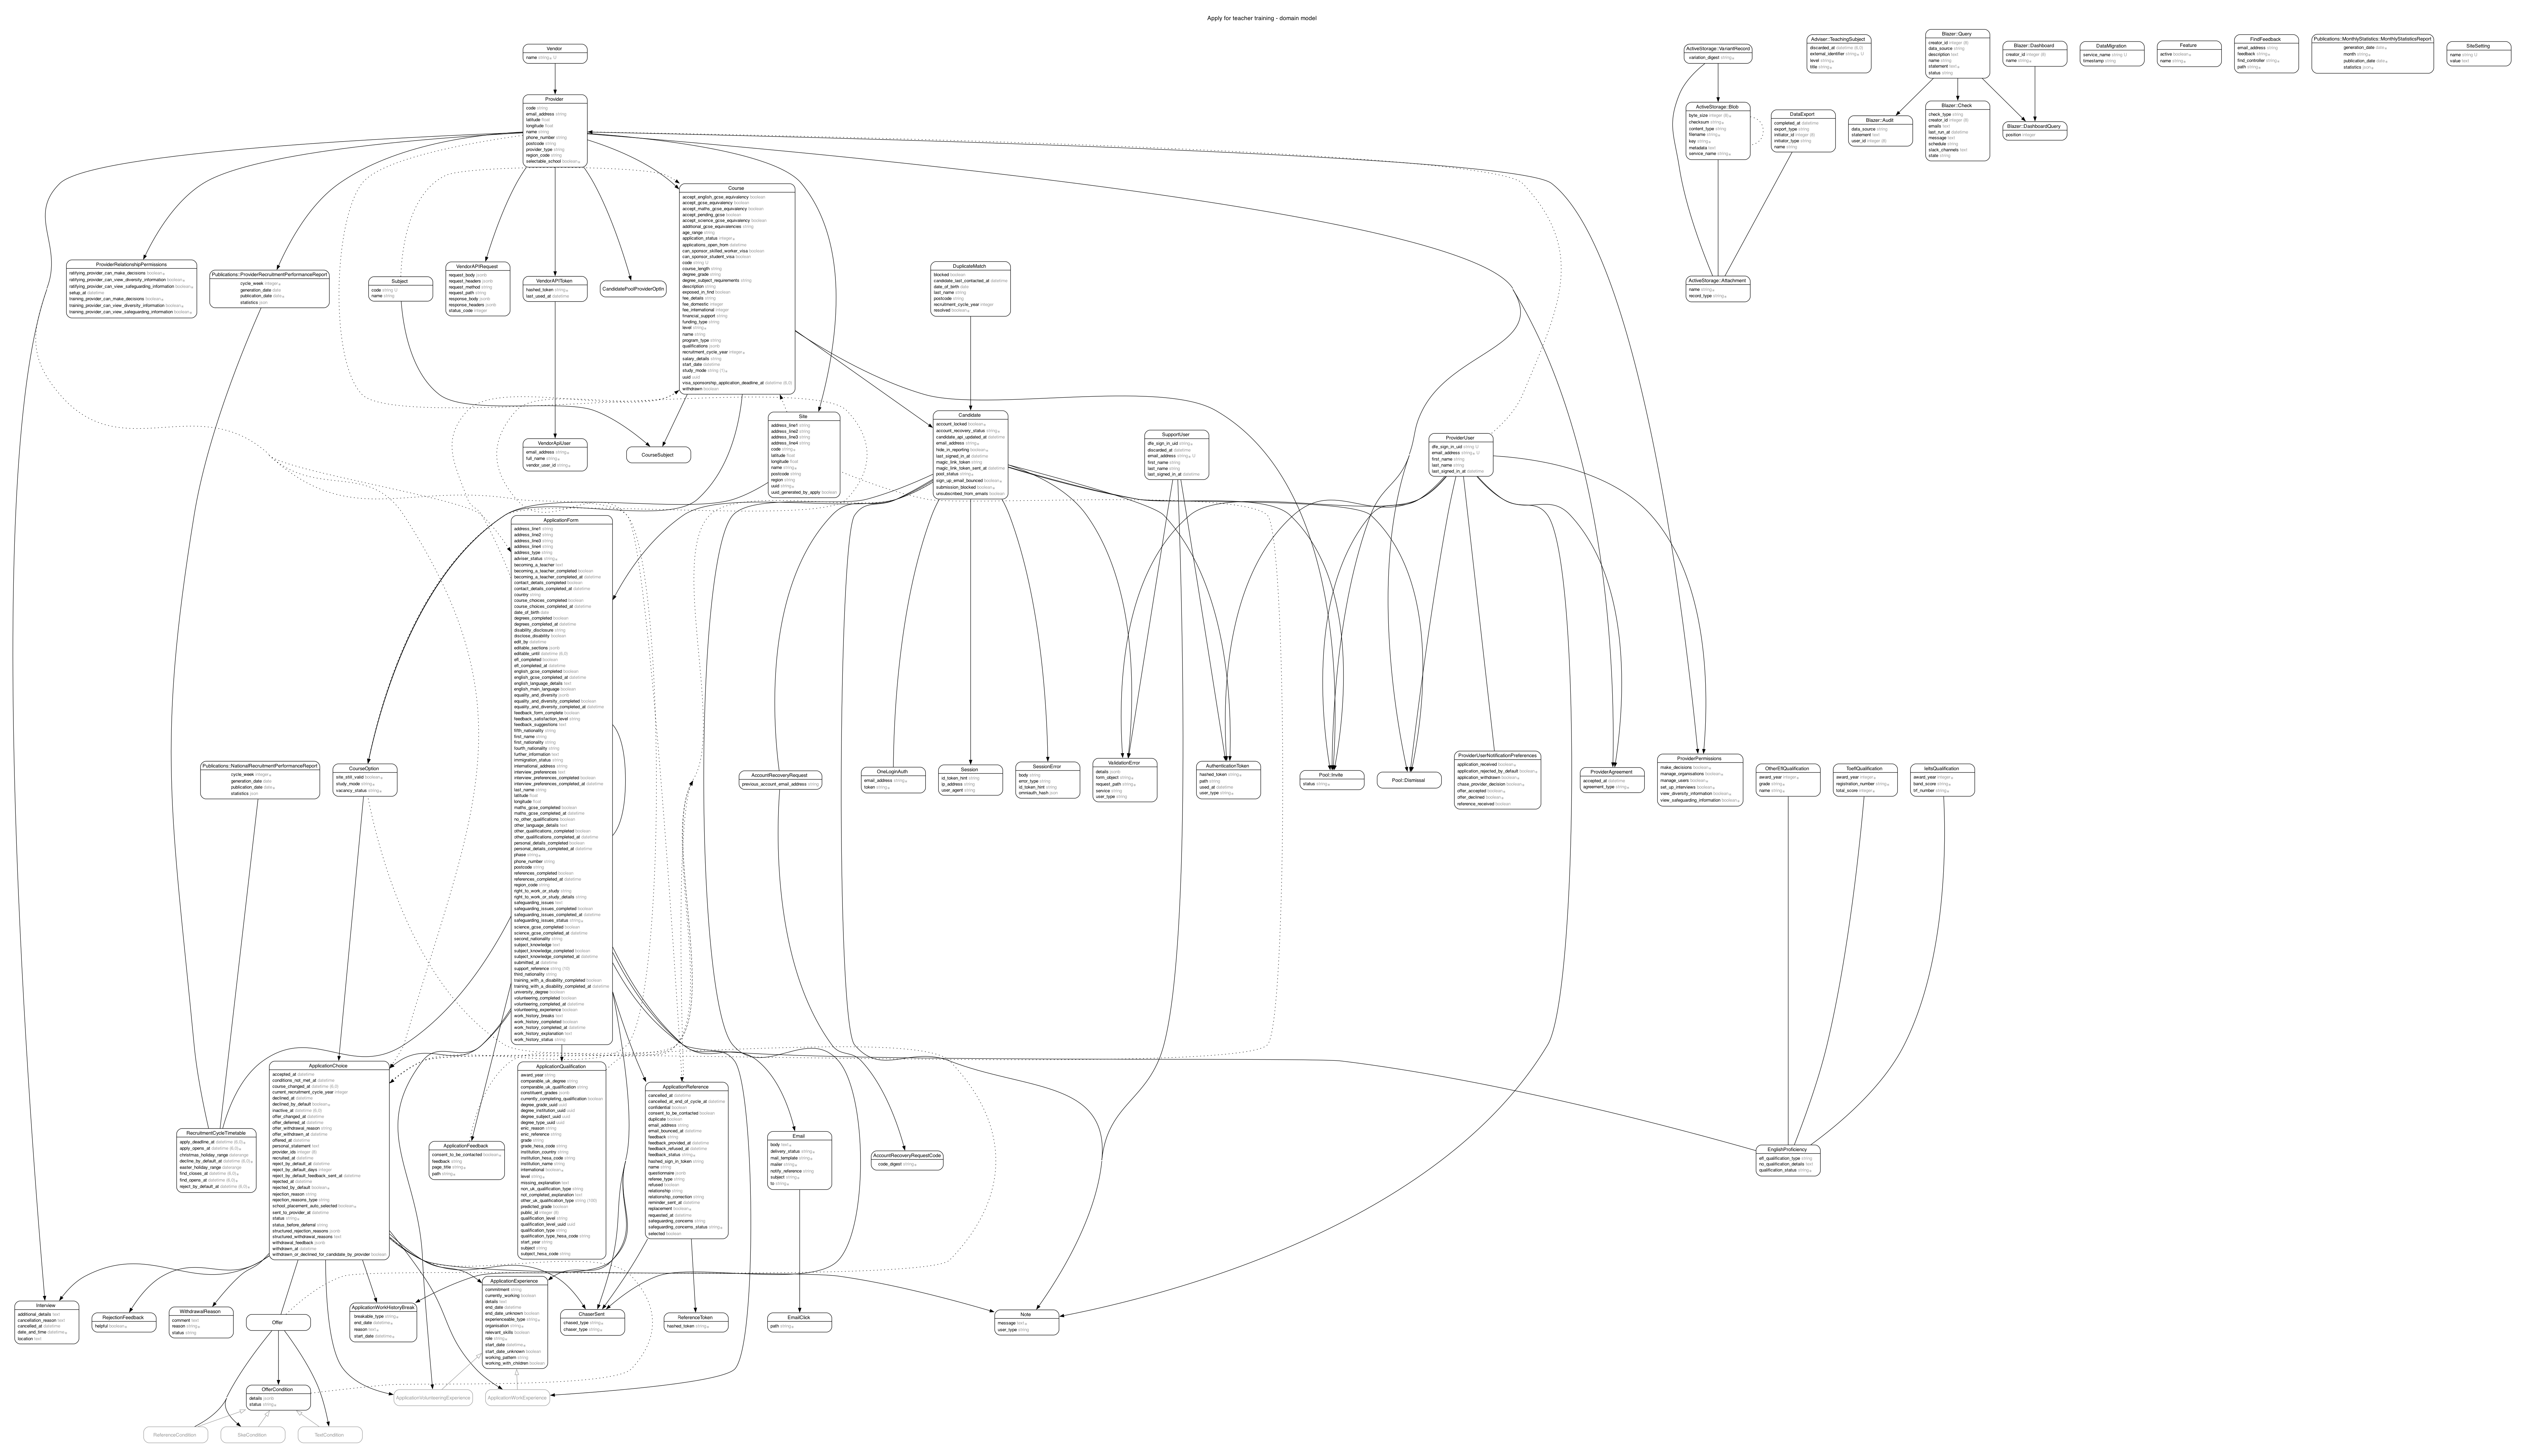 Apply for teacher training - domain model
Vendor
name string ∗ U
Provider
code string
email_address string
latitude float
longitude float
name string
phone_number string
postcode string
provider_type string
region_code string
selectable_school boolean ∗
ActiveStorage::VariantRecord
variation_digest string ∗
Adviser::TeachingSubject
discarded_at datetime (6,0)
external_identifier string ∗ U
level string ∗
title string ∗
Blazer::Query
creator_id integer (8)
data_source string
description text
name string
statement text ∗
status string
Blazer::Dashboard
creator_id integer (8)
name string ∗
DataMigration
service_name string U
timestamp string
Feature
active boolean ∗
name string ∗
FindFeedback
email_address string
feedback string ∗
find_controller string ∗
path string ∗
Publications::MonthlyStatistics::MonthlyStatisticsReport
generation_date date ∗
month string ∗
publication_date date ∗
statistics json ∗
SiteSetting
name string U
value text
ActiveStorage::Blob
byte_size integer (8) ∗
checksum string ∗
content_type string
filename string ∗
key string ∗
metadata text
service_name string ∗
DataExport
completed_at datetime
export_type string
initiator_id integer (8)
initiator_type string
name string
Blazer::Audit
data_source string
statement text
user_id integer (8)
Blazer::Check
check_type string
creator_id integer (8)
emails text
last_run_at datetime
message text
schedule string
slack_channels text
state string
Blazer::DashboardQuery
position integer
Course
accept_english_gcse_equivalency boolean
accept_gcse_equivalency boolean
accept_maths_gcse_equivalency boolean
accept_pending_gcse boolean
accept_science_gcse_equivalency boolean
additional_gcse_equivalencies string
age_range string
application_status integer ∗
applications_open_from datetime
can_sponsor_skilled_worker_visa boolean
can_sponsor_student_visa boolean
code string U
course_length string
degree_grade string
degree_subject_requirements string
description string
exposed_in_find boolean
fee_details string
fee_domestic integer
fee_international integer
financial_support string
funding_type string
level string ∗
name string
program_type string
qualifications jsonb
recruitment_cycle_year integer ∗
salary_details string
start_date datetime
study_mode string (1) ∗
uuid uuid
visa_sponsorship_application_deadline_at datetime (6,0)
withdrawn boolean
ProviderRelationshipPermissions
ratifying_provider_can_make_decisions boolean ∗
ratifying_provider_can_view_diversity_information boolean ∗
ratifying_provider_can_view_safeguarding_information boolean ∗
setup_at datetime
training_provider_can_make_decisions boolean ∗
training_provider_can_view_diversity_information boolean ∗
training_provider_can_view_safeguarding_information boolean ∗
Publications::ProviderRecruitmentPerformanceReport
cycle_week integer ∗
generation_date date
publication_date date ∗
statistics json
Subject
code string U
name string
VendorAPIRequest
request_body jsonb
request_headers jsonb
request_method string
request_path string
response_body jsonb
response_headers jsonb
status_code integer
VendorAPIToken
hashed_token string ∗
last_used_at datetime
CandidatePoolProviderOptIn
DuplicateMatch
blocked boolean
candidate_last_contacted_at datetime
date_of_birth date
last_name string
postcode string
recruitment_cycle_year integer
resolved boolean ∗
ActiveStorage::Attachment
name string ∗
record_type string ∗
VendorApiUser
email_address string ∗
full_name string ∗
vendor_user_id string ∗
CourseSubject
Site
address_line1 string
address_line2 string
address_line3 string
address_line4 string
code string ∗
latitude float
longitude float
name string ∗
postcode string
region string
uuid string ∗
uuid_generated_by_apply boolean
Candidate
account_locked boolean ∗
account_recovery_status string ∗
candidate_api_updated_at datetime
email_address string ∗
hide_in_reporting boolean ∗
last_signed_in_at datetime
magic_link_token string
magic_link_token_sent_at datetime
post_status string ∗
sign_up_email_bounced boolean ∗
submission_blocked boolean ∗
unsubscribed_from_emails boolean
SupportUser
dfe_sign_in_uid string ∗
discarded_at datetime
email_address string ∗ U
first_name string
last_name string
last_signed_in_at datetime
ProviderUser
dfe_sign_in_uid string U
email_address string ∗ U
first_name string
last_name string
last_signed_in_at datetime
ApplicationForm
address_line1 string
address_line2 string
address_line3 string
address_line4 string
address_type string
adviser_status string ∗
becoming_a_teacher text
becoming_a_teacher_completed boolean
becoming_a_teacher_completed_at datetime
contact_details_completed boolean
contact_details_completed_at datetime
country string
course_choices_completed boolean
course_choices_completed_at datetime
date_of_birth date
degrees_completed boolean
degrees_completed_at datetime
disability_disclosure string
disclose_disability boolean
edit_by datetime
editable_sections jsonb
editable_until datetime (6,0)
efl_completed boolean
efl_completed_at datetime
english_gcse_completed boolean
english_gcse_completed_at datetime
english_language_details text
english_main_language boolean
equality_and_diversity jsonb
equality_and_diversity_completed boolean
equality_and_diversity_completed_at datetime
feedback_form_complete boolean
feedback_satisfaction_level string
feedback_suggestions text
fifth_nationality string
first_name string
first_nationality string
fourth_nationality string
further_information text
immigration_status string
international_address string
interview_preferences text
interview_preferences_completed boolean
interview_preferences_completed_at datetime
last_name string
latitude float
longitude float
maths_gcse_completed boolean
maths_gcse_completed_at datetime
no_other_qualifications boolean
other_language_details text
other_qualifications_completed boolean
other_qualifications_completed_at datetime
personal_details_completed boolean
personal_details_completed_at datetime
phase string ∗
phone_number string
postcode string
references_completed boolean
references_completed_at datetime
region_code string
right_to_work_or_study string
right_to_work_or_study_details string
safeguarding_issues text
safeguarding_issues_completed boolean
safeguarding_issues_completed_at datetime
safeguarding_issues_status string ∗
science_gcse_completed boolean
science_gcse_completed_at datetime
second_nationality string
subject_knowledge text
subject_knowledge_completed boolean
subject_knowledge_completed_at datetime
submitted_at datetime
support_reference string (10)
third_nationality string
training_with_a_disability_completed boolean
training_with_a_disability_completed_at datetime
university_degree boolean
volunteering_completed boolean
volunteering_completed_at datetime
volunteering_experience boolean
work_history_breaks text
work_history_completed boolean
work_history_completed_at datetime
work_history_explanation text
work_history_status string
Publications::NationalRecruitmentPerformanceReport
cycle_week integer ∗
generation_date date
publication_date date ∗
statistics json
CourseOption
site_still_valid boolean ∗
study_mode string ∗
vacancy_status string ∗
AccountRecoveryRequest
previous_account_email_address string
OneLoginAuth
email_address string ∗
token string ∗
Session
id_token_hint string
ip_address string
user_agent string
SessionError
body string
error_type string
id_token_hint string
omniauth_hash json
ValidationError
details jsonb
form_object string ∗
request_path string ∗
service string
user_type string
AuthenticationToken
hashed_token string ∗
path string
used_at datetime
user_type string ∗
Pool::Invite
status string ∗
Pool::Dismissal
ProviderUserNotificationPreferences
application_received boolean ∗
application_rejected_by_default boolean ∗
application_withdrawn boolean ∗
chase_provider_decision boolean ∗
offer_accepted boolean ∗
offer_declined boolean ∗
reference_received boolean
ProviderAgreement
accepted_at datetime
agreement_type string ∗
ProviderPermissions
make_decisions boolean ∗
manage_organisations boolean ∗
manage_users boolean ∗
set_up_interviews boolean ∗
view_diversity_information boolean ∗
view_safeguarding_information boolean ∗
OtherEflQualification
award_year integer ∗
grade string ∗
name string ∗
ToeflQualification
award_year integer ∗
registration_number string ∗
total_score integer ∗
IeltsQualification
award_year integer ∗
band_score string ∗
trf_number string ∗
ApplicationChoice
accepted_at datetime
conditions_not_met_at datetime
course_changed_at datetime (6,0)
current_recruitment_cycle_year integer
declined_at datetime
declined_by_default boolean ∗
inactive_at datetime (6,0)
offer_changed_at datetime
offer_deferred_at datetime
offer_withdrawal_reason string
offer_withdrawn_at datetime
offered_at datetime
personal_statement text
provider_ids integer (8)
recruited_at datetime
reject_by_default_at datetime
reject_by_default_days integer
reject_by_default_feedback_sent_at datetime
rejected_at datetime
rejected_by_default boolean ∗
rejection_reason string
rejection_reasons_type string
school_placement_auto_selected boolean ∗
sent_to_provider_at datetime
status string ∗
status_before_deferral string
structured_rejection_reasons jsonb
structured_withdrawal_reasons text
withdrawal_feedback jsonb
withdrawn_at datetime
withdrawn_or_declined_for_candidate_by_provider boolean
RecruitmentCycleTimetable
apply_deadline_at datetime (6,0) ∗
apply_opens_at datetime (6,0) ∗
christmas_holiday_range daterange
decline_by_default_at datetime (6,0) ∗
easter_holiday_range daterange
find_closes_at datetime (6,0) ∗
find_opens_at datetime (6,0) ∗
reject_by_default_at datetime (6,0) ∗
ApplicationFeedback
consent_to_be_contacted boolean ∗
feedback string
page_title string ∗
path string ∗
ApplicationQualification
award_year string
comparable_uk_degree string
comparable_uk_qualification string
constituent_grades jsonb
currently_completing_qualification boolean
degree_grade_uuid uuid
degree_institution_uuid uuid
degree_subject_uuid uuid
degree_type_uuid uuid
enic_reason string
enic_reference string
grade string
grade_hesa_code string
institution_country string
institution_hesa_code string
institution_name string
international boolean ∗
level string ∗
missing_explanation text
non_uk_qualification_type string
not_completed_explanation text
other_uk_qualification_type string (100)
predicted_grade boolean
public_id integer (8)
qualification_level string
qualification_level_uuid uuid
qualification_type string
qualification_type_hesa_code string
start_year string
subject string
subject_hesa_code string
ApplicationReference
cancelled_at datetime
cancelled_at_end_of_cycle_at datetime
confidential boolean
consent_to_be_contacted boolean
duplicate boolean
email_address string
email_bounced_at datetime
feedback string
feedback_provided_at datetime
feedback_refused_at datetime
feedback_status string ∗
hashed_sign_in_token string
name string
questionnaire jsonb
referee_type string
refused boolean
relationship string
relationship_correction string
reminder_sent_at datetime
replacement boolean ∗
requested_at datetime
safeguarding_concerns string
safeguarding_concerns_status string ∗
selected boolean
Email
body text ∗
delivery_status string ∗
mail_template string ∗
mailer string ∗
notify_reference string
subject string ∗
to string ∗
AccountRecoveryRequestCode
code_digest string ∗
EnglishProficiency
efl_qualification_type string
no_qualification_details text
qualification_status string ∗
Interview
additional_details text
cancellation_reason text
cancelled_at datetime
date_and_time datetime ∗
location text
RejectionFeedback
helpful boolean ∗
WithdrawalReason
comment text
reason string ∗
status string
Offer
ApplicationWorkHistoryBreak
breakable_type string ∗
end_date datetime ∗
reason text ∗
start_date datetime ∗
ApplicationExperience
commitment string
currently_working boolean
details text
end_date datetime
end_date_unknown boolean
experienceable_type string ∗
organisation string ∗
relevant_skills boolean
role string ∗
start_date datetime ∗
start_date_unknown boolean
working_pattern string
working_with_children boolean
ChaserSent
chased_type string ∗
chaser_type string ∗
ReferenceToken
hashed_token string ∗
EmailClick
path string ∗
Note
message text ∗
user_type string
OfferCondition
details jsonb
status string ∗
ApplicationVolunteeringExperience
ApplicationWorkExperience
ReferenceCondition
SkeCondition
TextCondition